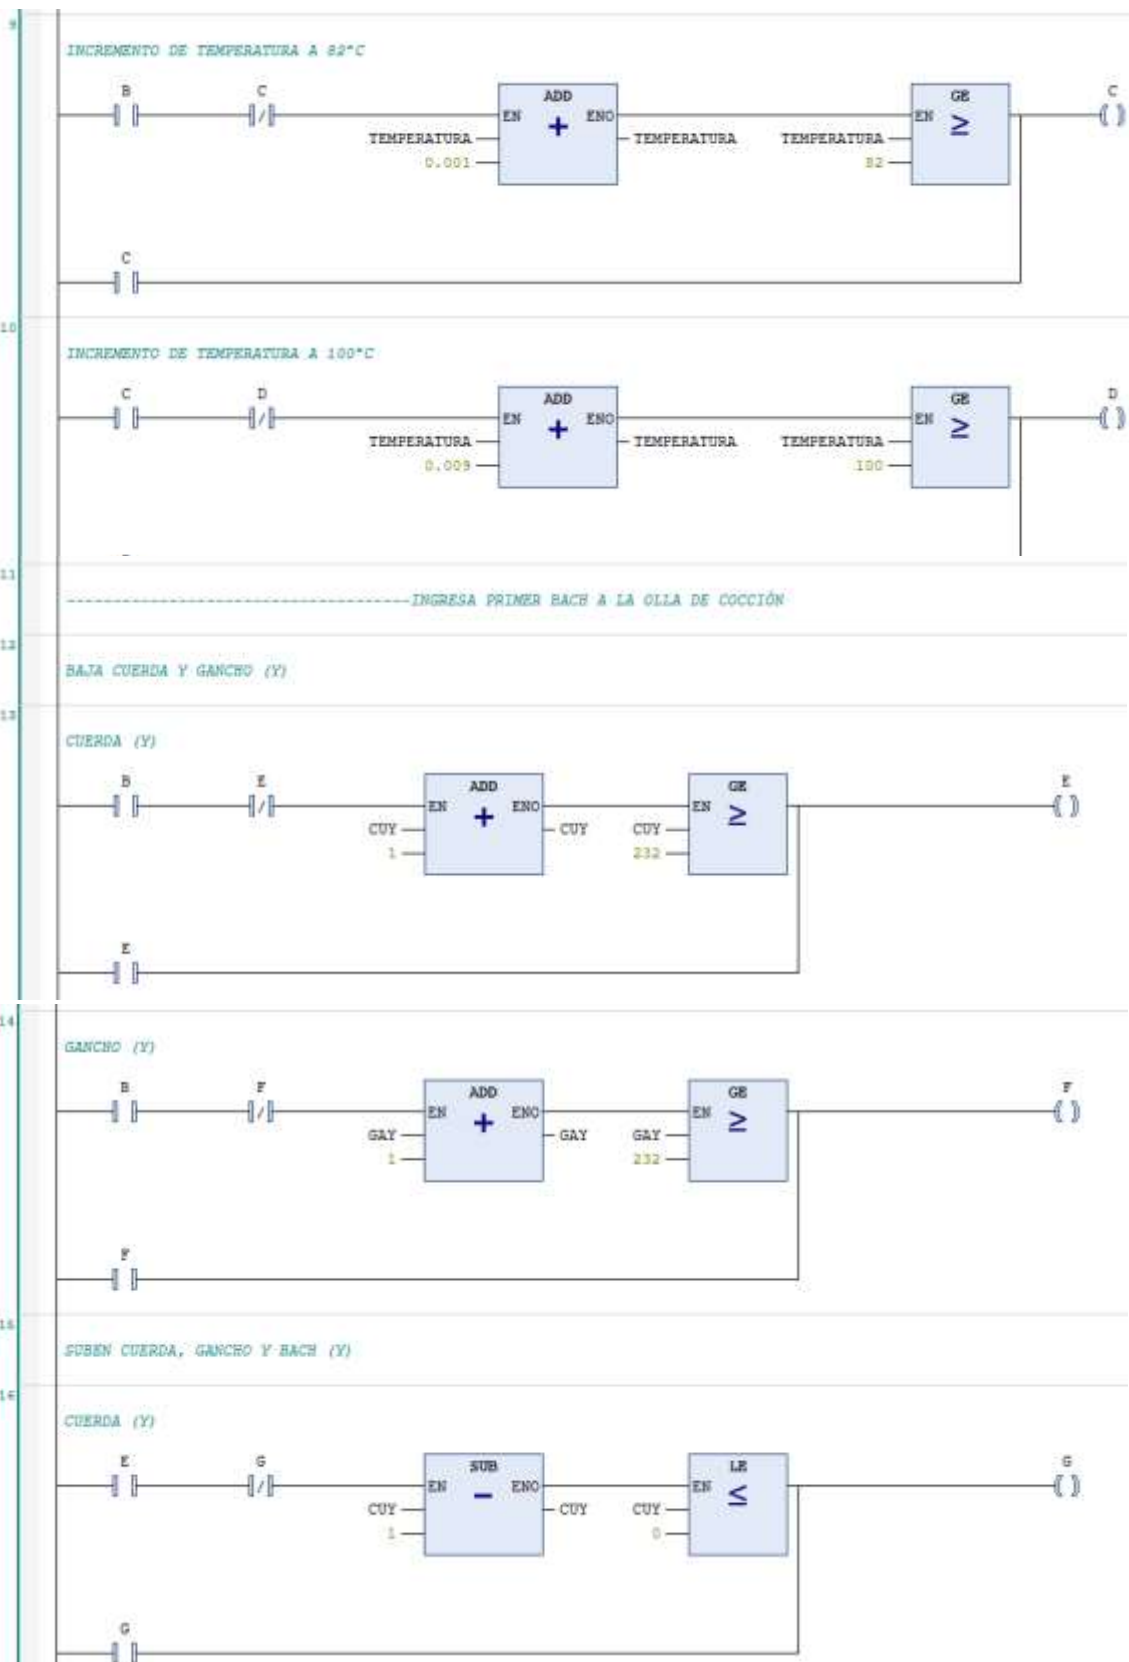 9
INCREMENTO DE TEMPERATURA A 82°C
B C ADD GE C
EN ENO EN
+ ≥
TEMPERATURA TEMPERATURA TEMPERATURA
0.001 82
C
10
INCREMENTO DE TEMPERATURA A 100°C
C D ADD GE D
EN ENO EN
+ ≥
TEMPERATURA TEMPERATURA TEMPERATURA
0.009 100
11
-------------------------------------INGRESA PRIMER BACH A LA OLLA DE COCCIÓN
12
BAJA CUERDA Y GANCHO (Y)
13
CUERDA (Y)
B E ADD GE E
EN ENO EN
+ ≥
CUY CUY CUY
1 232
E
14
GANCHO (Y)
B F ADD GE F
EN ENO EN
+ ≥
GAY GAY GAY
1 232
F
15
SUBEN CUERDA, GANCHO Y BACH (Y)
16
CUERDA (Y)
E G SUB LE G
EN ENO EN
- ≤
CUY CUY CUY
1 0
G